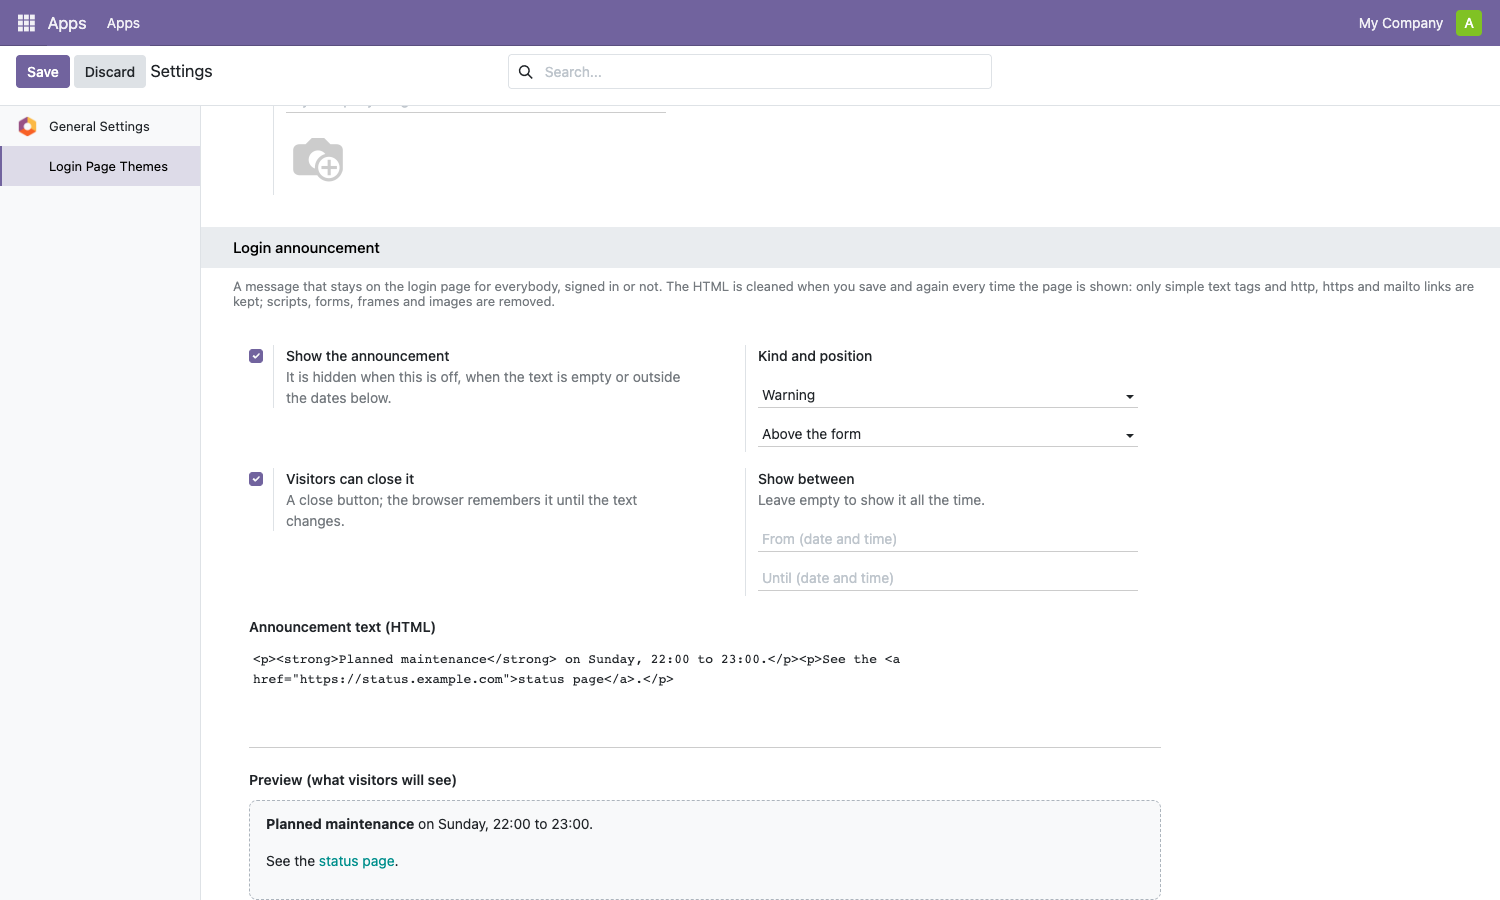 Apps Apps My Company A
Save Discard Settings Search...
General Settings
Login Page Themes
Login announcement
A message that stays on the login page for everybody, signed in or not. The HTML is cleaned when you save and again every time the page is shown: only simple text tags and http, https and mailto links are
kept; scripts, forms, frames and images are removed.
Show the announcement
It is hidden when this is off, when the text is empty or outside
the dates below.
Kind and position
Warning
Above the form
Visitors can close it
A close button; the browser remembers it until the text
changes.
Show between
Leave empty to show it all the time.
From (date and time)
Until (date and time)
Announcement text (HTML)
<p><strong>Planned maintenance</strong> on Sunday, 22:00 to 23:00.</p><p>See the <a
href="https://status.example.com">status page</a>.</p>
Preview (what visitors will see)
Planned maintenance on Sunday, 22:00 to 23:00.
See the status page.